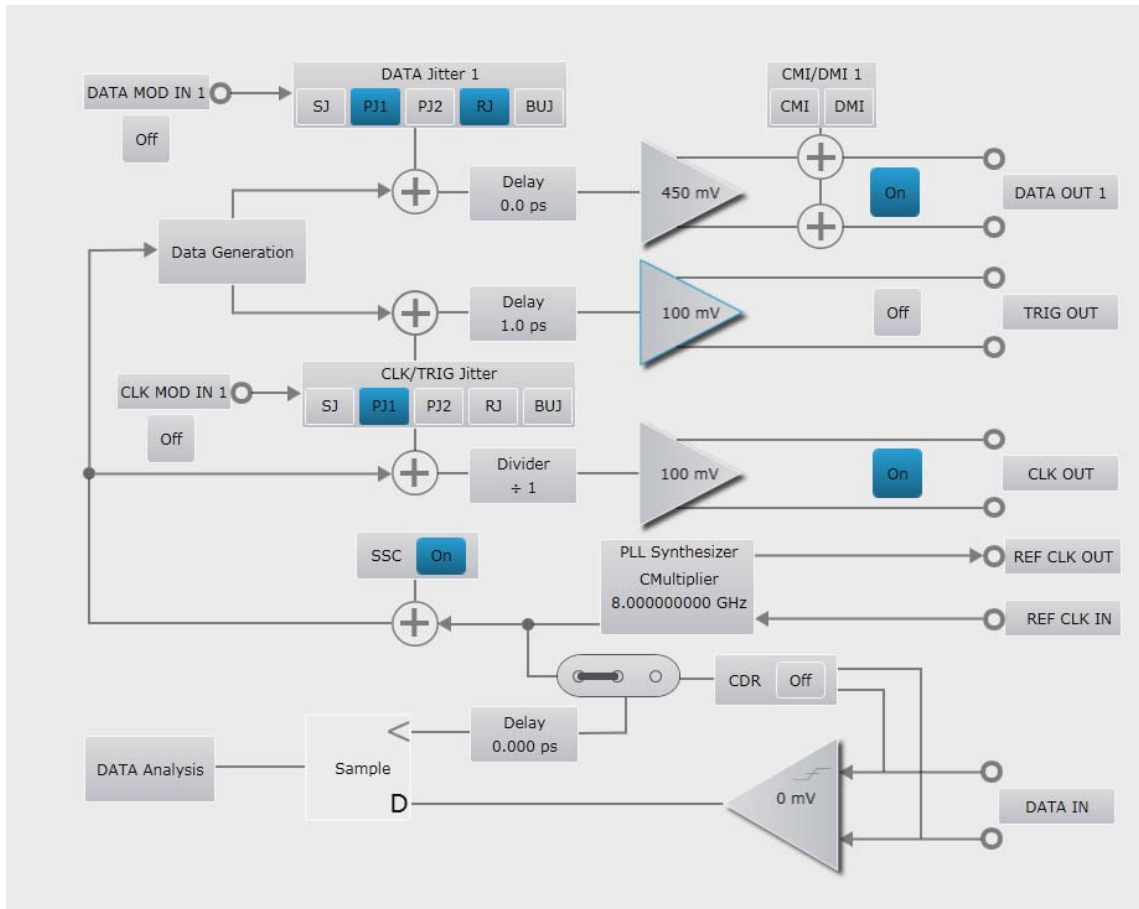 DATA Jitter 1
CMI/DMI 1
DATA MOD IN 1
SJ PJ1 PJ2 RJ BUJ
CMI DMI
Off
Delay
0.0 ps
450 mV
On
DATA OUT 1
Data Generation
Delay
1.0 ps
100 mV
Off
TRIG OUT
CLK/TRIG Jitter
CLK MOD IN 1
SJ PJ1 PJ2 RJ BUJ
Off
Divider
÷ 1
100 mV
On
CLK OUT
SSC On
PLL Synthesizer
CMultiplier
8.000000000 GHz
REF CLK OUT
REF CLK IN
CDR Off
Delay
0.000 ps
<
DATA Analysis
Sample
D
0 mV
DATA IN